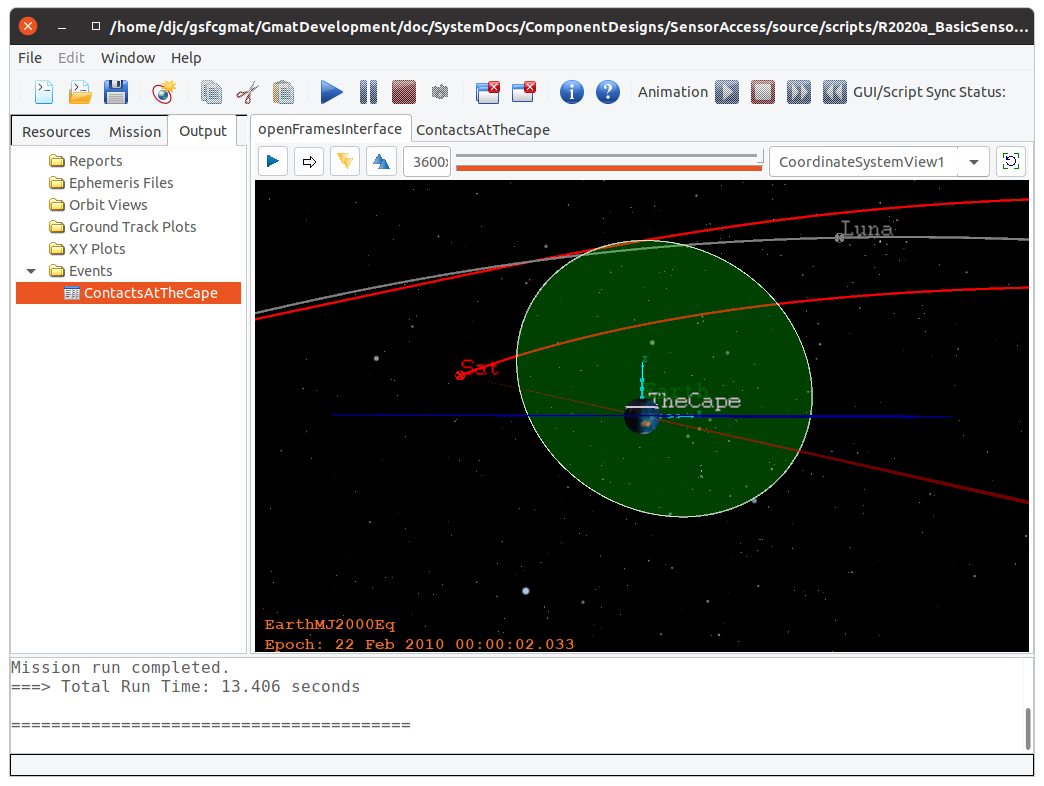 /home/djc/gsfcgmat/GmatDevelopment/doc/SystemDocs/ComponentDesigns/SensorAccess/source/scripts/R2020a_BasicSenso...
File Edit Window Help
Animation GUI/Script Sync Status:
Resources Mission Output
openFramesInterface ContactsAtTheCape
3600x CoordinateSystemView1
Reports
Ephemeris Files
Orbit Views
Ground Track Plots
XY Plots
Events
ContactsAtTheCape
Luna
Sat
Earth
TheCape
EarthMJ2000Eq
Epoch: 22 Feb 2010 00:00:02.033
Mission run completed.
===> Total Run Time: 13.406 seconds
========================================